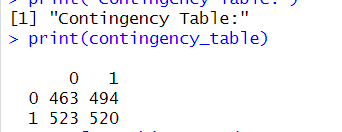 [1] "Contingency Table:"
> print(contingency_table)
0 1
0 463 494
1 523 520